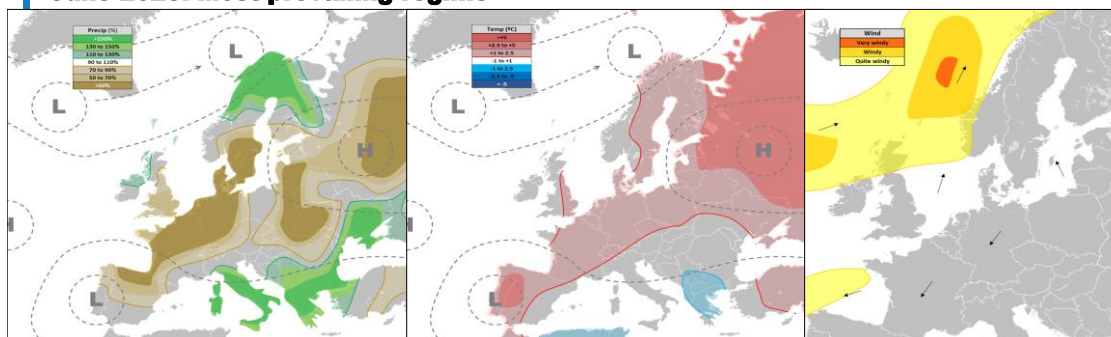 Precip (%)
>150%
130 to 150%
110 to 130%
90 to 110%
70 to 90%
50 to 70%
<50%
L
L
H
H
L
Temp (ºC)
>+5
+2.5 to +5
+1 to 2.5
-1 to +1
-1 to 2.5
-2.5 to -5
< -5
L
L
H
H
L
Wind
Very windy
Windy
Quite windy